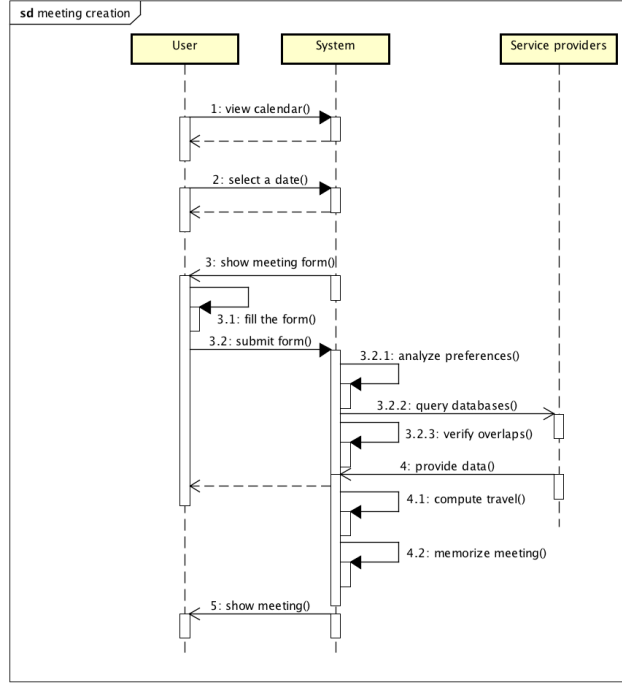 sd meeting creation
User
System
Service providers
1: view calendar()
2: select a date()
3: show meeting form()
3.1: fill the form()
3.2: submit form()
3.2.1: analyze preferences()
3.2.2: query databases()
3.2.3: verify overlaps()
4: provide data()
4.1: compute travel()
4.2: memorize meeting()
5: show meeting()